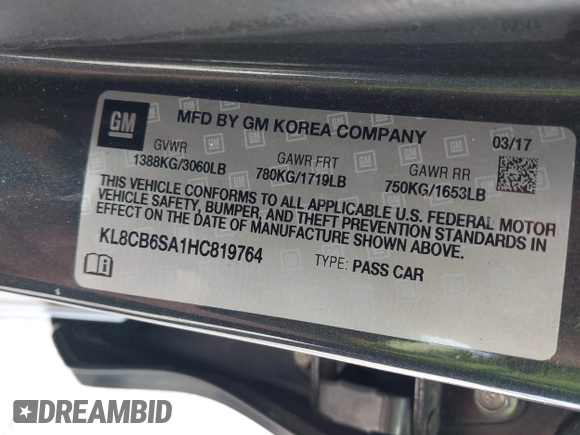 GM
MFD BY GM KOREA COMPANY 03/17
GVWR GAWR FRT GAWR RR
1388KG/3060LB 780KG/1719LB 750KG/1653LB
THIS VEHICLE CONFORMS TO ALL APPLICABLE U.S. FEDERAL MOTOR
VEHICLE SAFETY, BUMPER, AND THEFT PREVENTION STANDARDS IN
EFFECT ON THE DATE OF MANUFACTURE SHOWN ABOVE.
KL8CB6SA1HC819764 TYPE: PASS CAR
DREAMBID